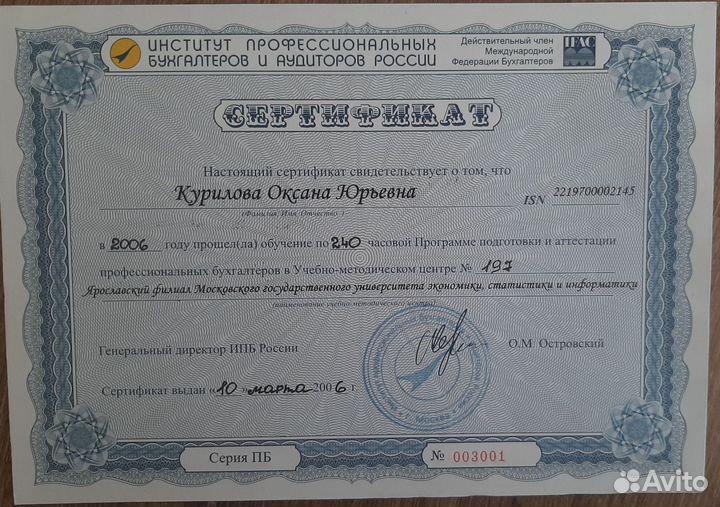 ИНСТИТУТ ПРОФЕССИОНАЛЬНЫХ
БУХГАЛТЕРОВ И АУДИТОРОВ РОССИИ
Действительный член
Международной
Федерации Бухгалтеров
IFAC
СЕРТИФИКАТ
Настоящий сертификат свидетельствует о том, что
Курилова Оксана Юрьевна
ISN 2219700002145
(Фамилия Имя Отчество)
в 2006 году прошел(ла) обучение по 240 часовой Программе подготовки и аттестации
профессиональных бухгалтеров в Учебно-методическом центре № 197
Ярославский филиал Московского государственного университета экономики, статистики и информатики
(наименование учебно-методического центра)
Генеральный директор ИПБ России
О.М. Островский
Сертификат выдан «10» марта 2006 г.
г. Москва
Серия ПБ
№ 003001
Avito